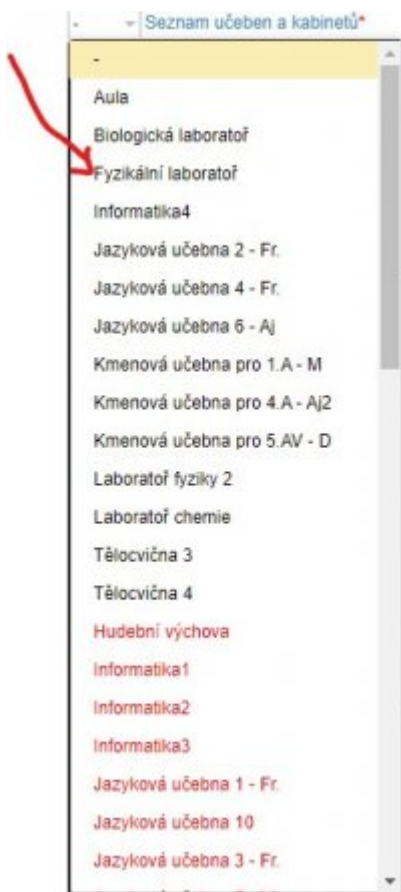 - Seznam učeben a kabinetů*
-
Aula
Biologická laboratoř
Fyzikální laboratoř
Informatika4
Jazyková učebna 2 - Fr.
Jazyková učebna 4 - Fr.
Jazyková učebna 6 - Aj
Kmenová učebna pro 1.A - M
Kmenová učebna pro 4.A - Aj2
Kmenová učebna pro 5.AV - D
Laboratoř fyziky 2
Laboratoř chemie
Tělocvična 3
Tělocvična 4
Hudební výchova
Informatika1
Informatika2
Informatika3
Jazyková učebna 1 - Fr.
Jazyková učebna 10
Jazyková učebna 3 - Fr.